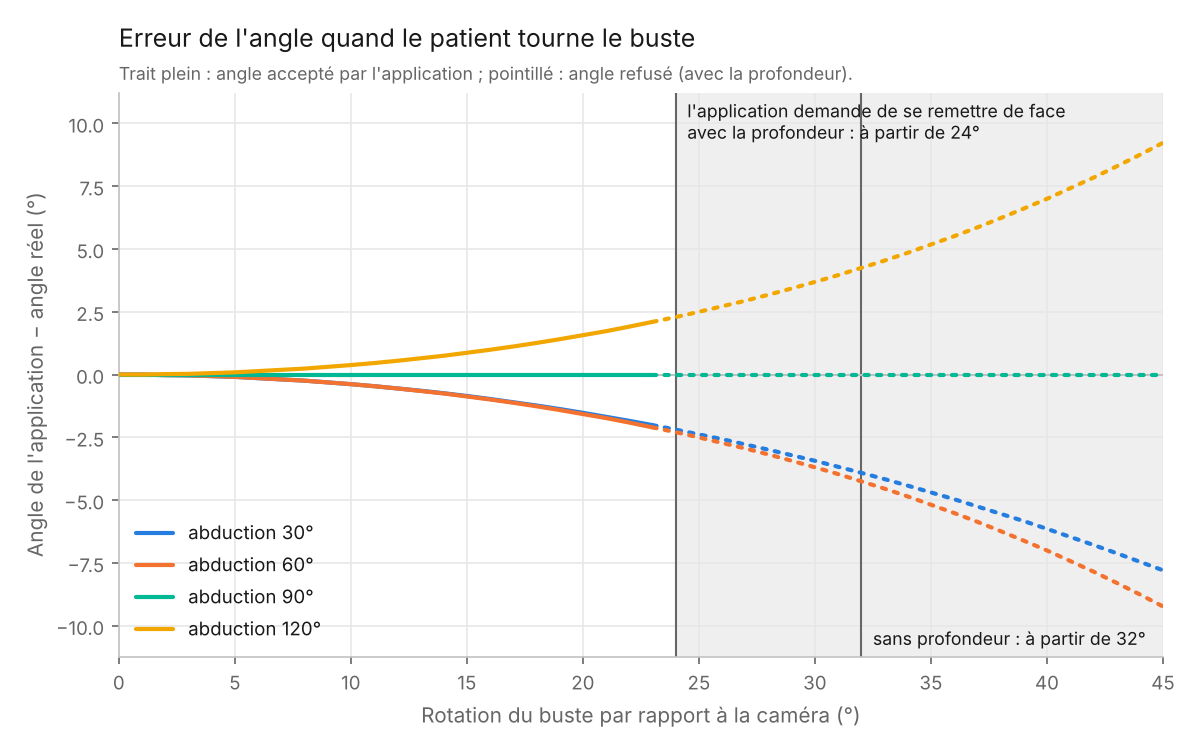 Erreur de l'angle quand le patient tourne le buste
Trait plein : angle accepté par l'application ; pointillé : angle refusé (avec la profondeur).
l'application demande de se remettre de face
avec la profondeur : à partir de 24°
10.0
7.5
5.0
2.5
0.0
−2.5
−5.0
−7.5
−10.0
Angle de l'application − angle réel (°)
abduction 30°
abduction 60°
abduction 90°
abduction 120°
sans profondeur : à partir de 32°
0 5 10 15 20 25 30 35 40 45
Rotation du buste par rapport à la caméra (°)